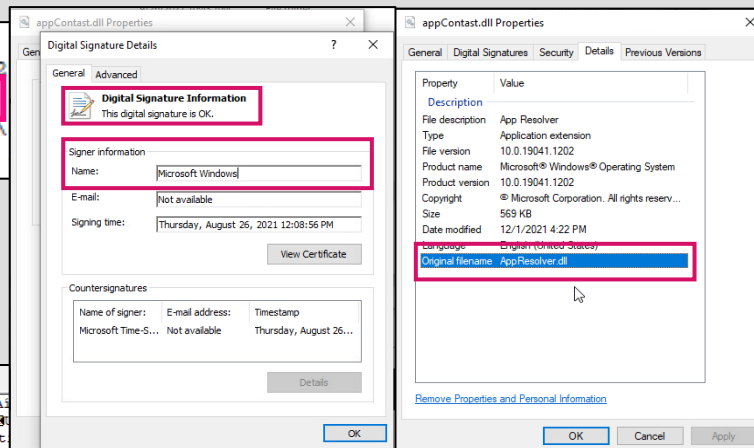 appContast.dll Properties
Digital Signature Details
?
General Advanced
Digital Signature Information
This digital signature is OK.
Signer information
Name: Microsoft Windows
E-mail: Not available
Signing time: Thursday, August 26, 2021 12:08:56 PM
View Certificate
Countersignatures
Name of signer: E-mail address: Timestamp
Microsoft Time-S... Not available Thursday, August 26...
Details
OK
appContast.dll Properties
General Digital Signatures Security Details Previous Versions
Property Value
Description
File description App Resolver
Type Application extension
File version 10.0.19041.1202
Product name Microsoft® Windows® Operating System
Product version 10.0.19041.1202
Copyright © Microsoft Corporation. All rights reserv...
Size 569 KB
Date modified 12/1/2021 4:22 PM
Language English (United States)
Original filename AppResolver.dll
Remove Properties and Personal Information
OK Cancel Apply